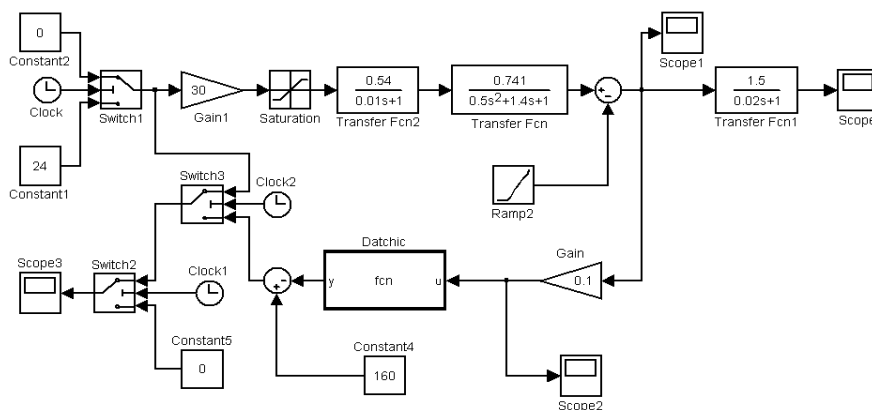 0
Constant2
Clock
Switch1
24
Constant1
30
Gain1
Saturation
0.54
0.01s+1
Transfer Fcn2
0.741
0.5s²+1.4s+1
Transfer Fcn
Scope1
1.5
0.02s+1
Transfer Fcn1
Scope
Switch3
Clock2
Ramp2
Scope3
Switch2
Clock1
Datchic
y
fcn
u
Gain
0.1
Constant5
0
Constant4
160
Scope2